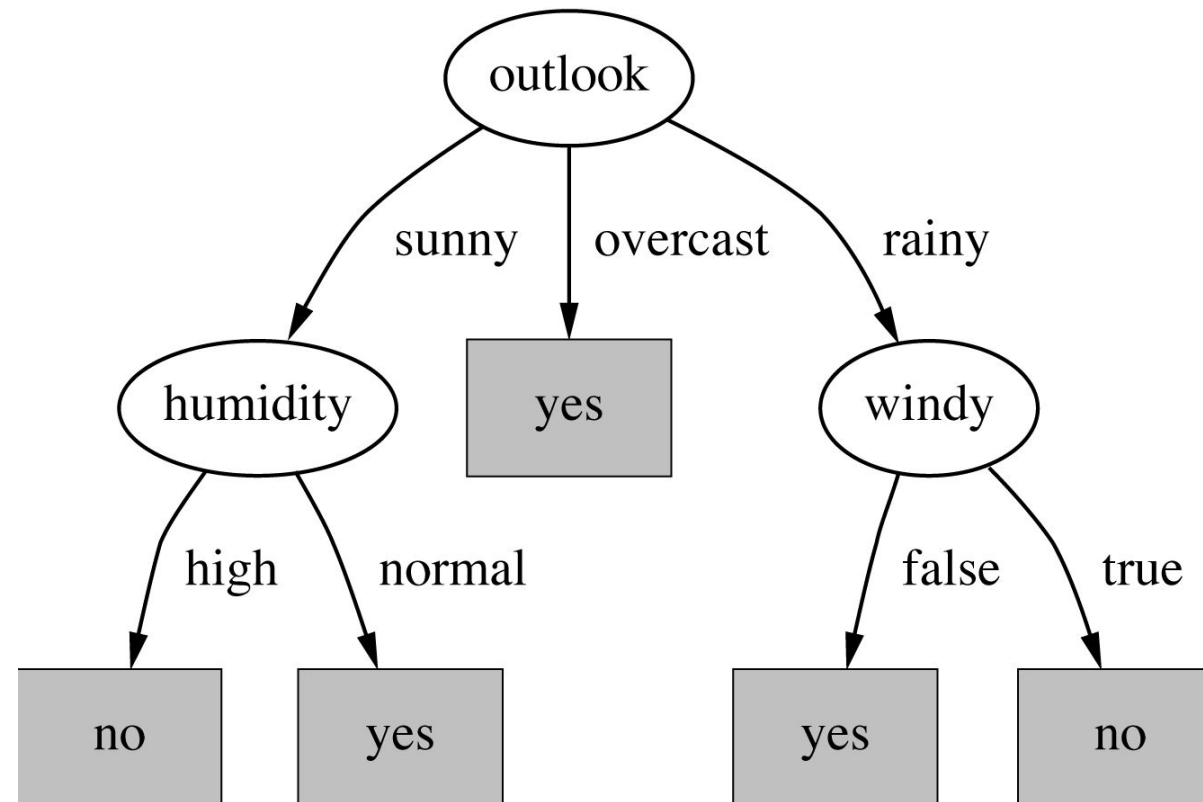 outlook
sunny overcast rainy
humidity yes windy
high normal false true
no yes yes no